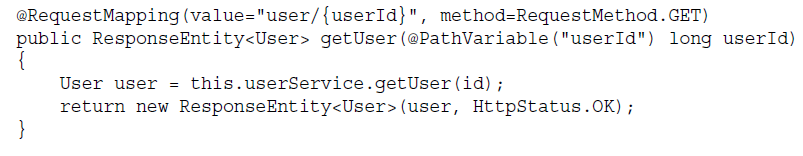 @RequestMapping(value="user/{userId}", method=RequestMethod.GET)
public ResponseEntity<User> getUser(@PathVariable("userId") long userId)
{
    User user = this.userService.getUser(id);
    return new ResponseEntity<User>(user, HttpStatus.OK);
}